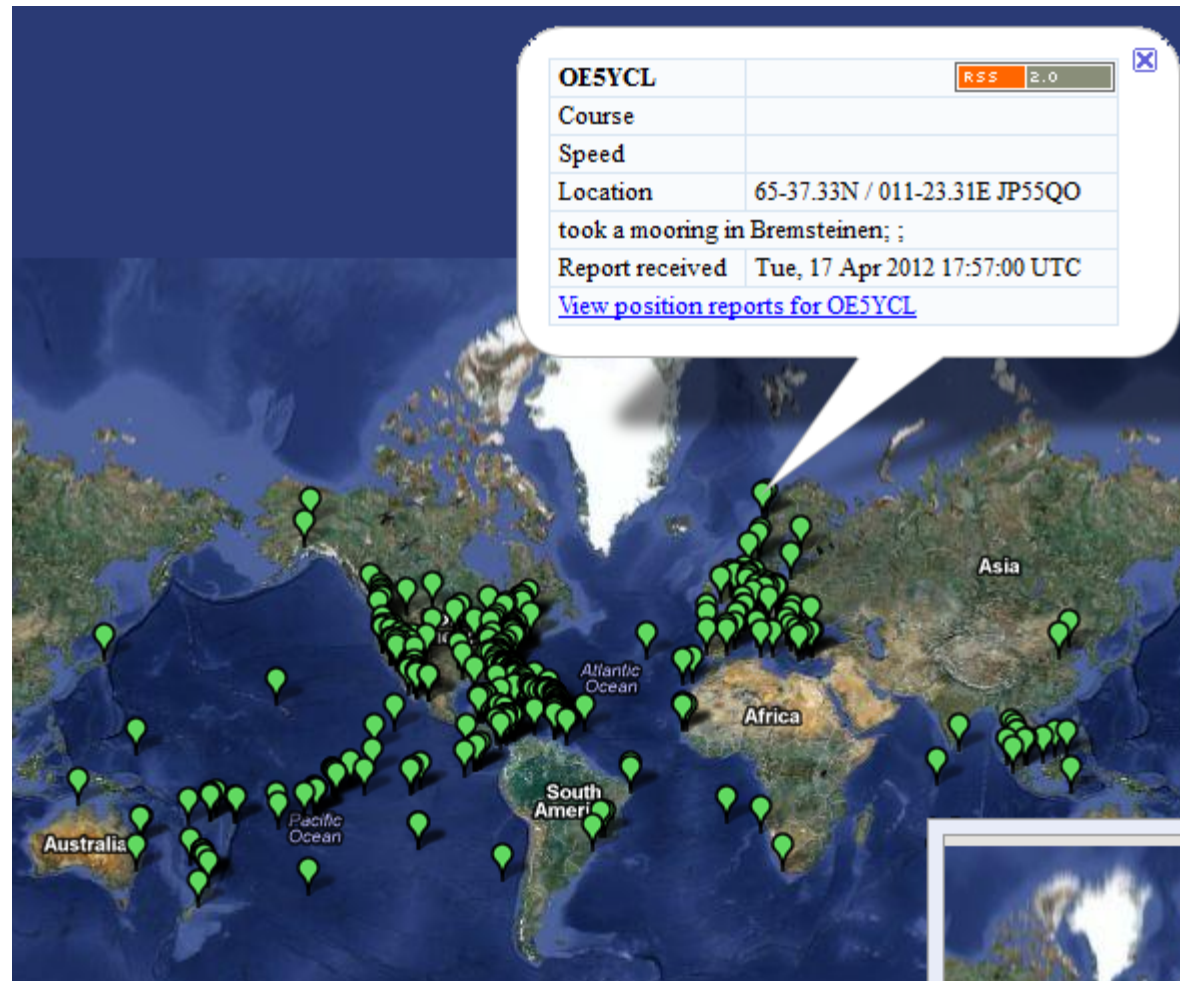 OE5YCL
RSS 2.0
Course
Speed
Location 65-37.33N / 011-23.31E JP55QO
took a mooring in Bremsteinen; ;
Report received Tue, 17 Apr 2012 17:57:00 UTC
View position reports for OE5YCL
Asia
Atlantic
Ocean
Africa
South
Pacific
Ocean
Australia